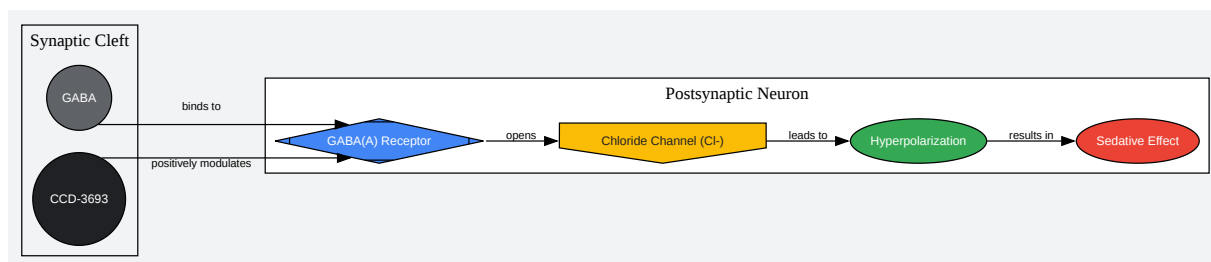 Synaptic Cleft
GABA
CCD-3693
binds to
positively modulates
Postsynaptic Neuron
GABA(A) Receptor
opens
Chloride Channel (Cl-)
leads to
Hyperpolarization
results in
Sedative Effect